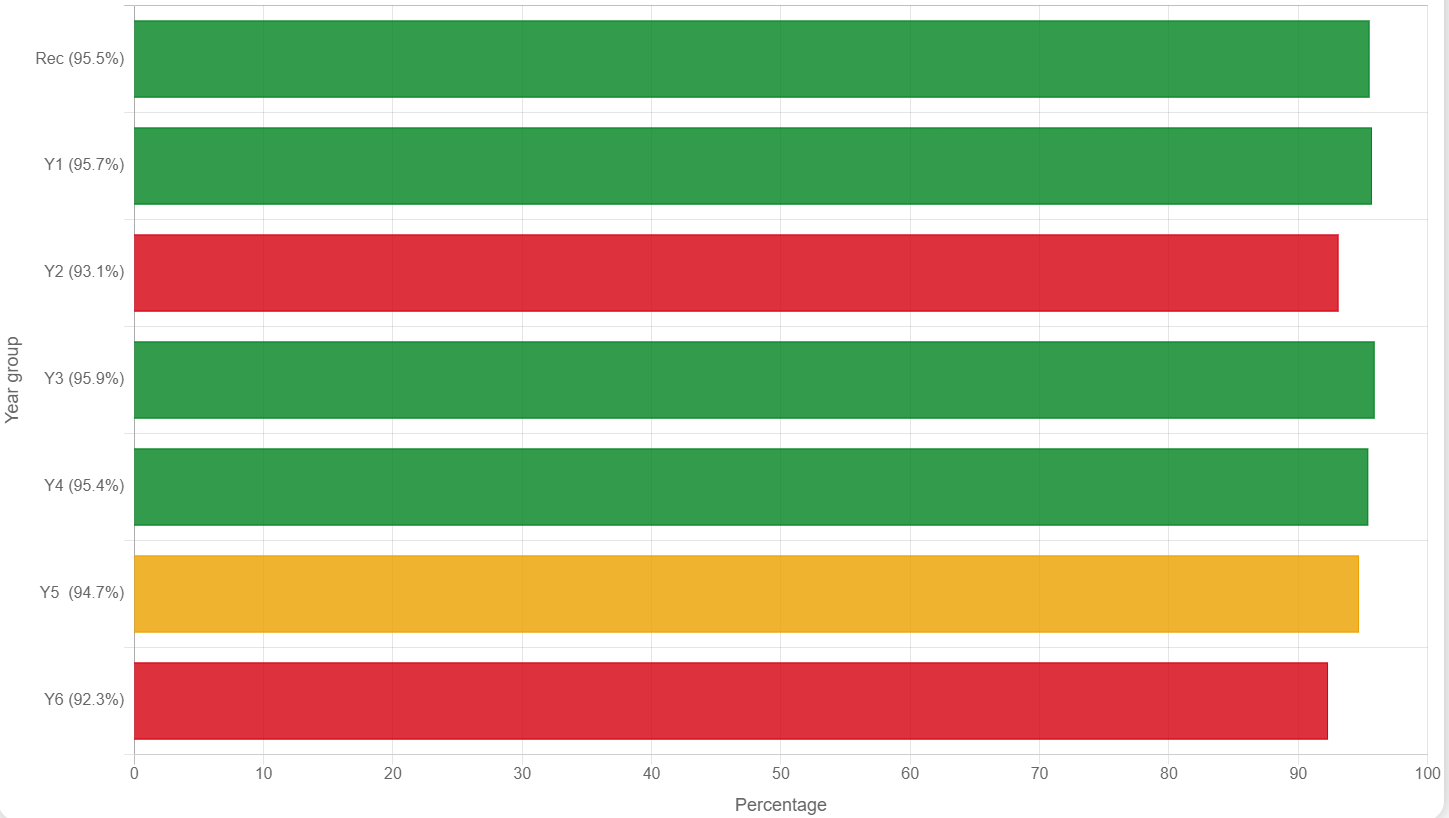 Rec (95.5%)
Y1 (95.7%)
Y2 (93.1%)
Y3 (95.9%)
Y4 (95.4%)
Y5  (94.7%)
Y6 (92.3%)
Year group
0 10 20 30 40 50 60 70 80 90 100
Percentage